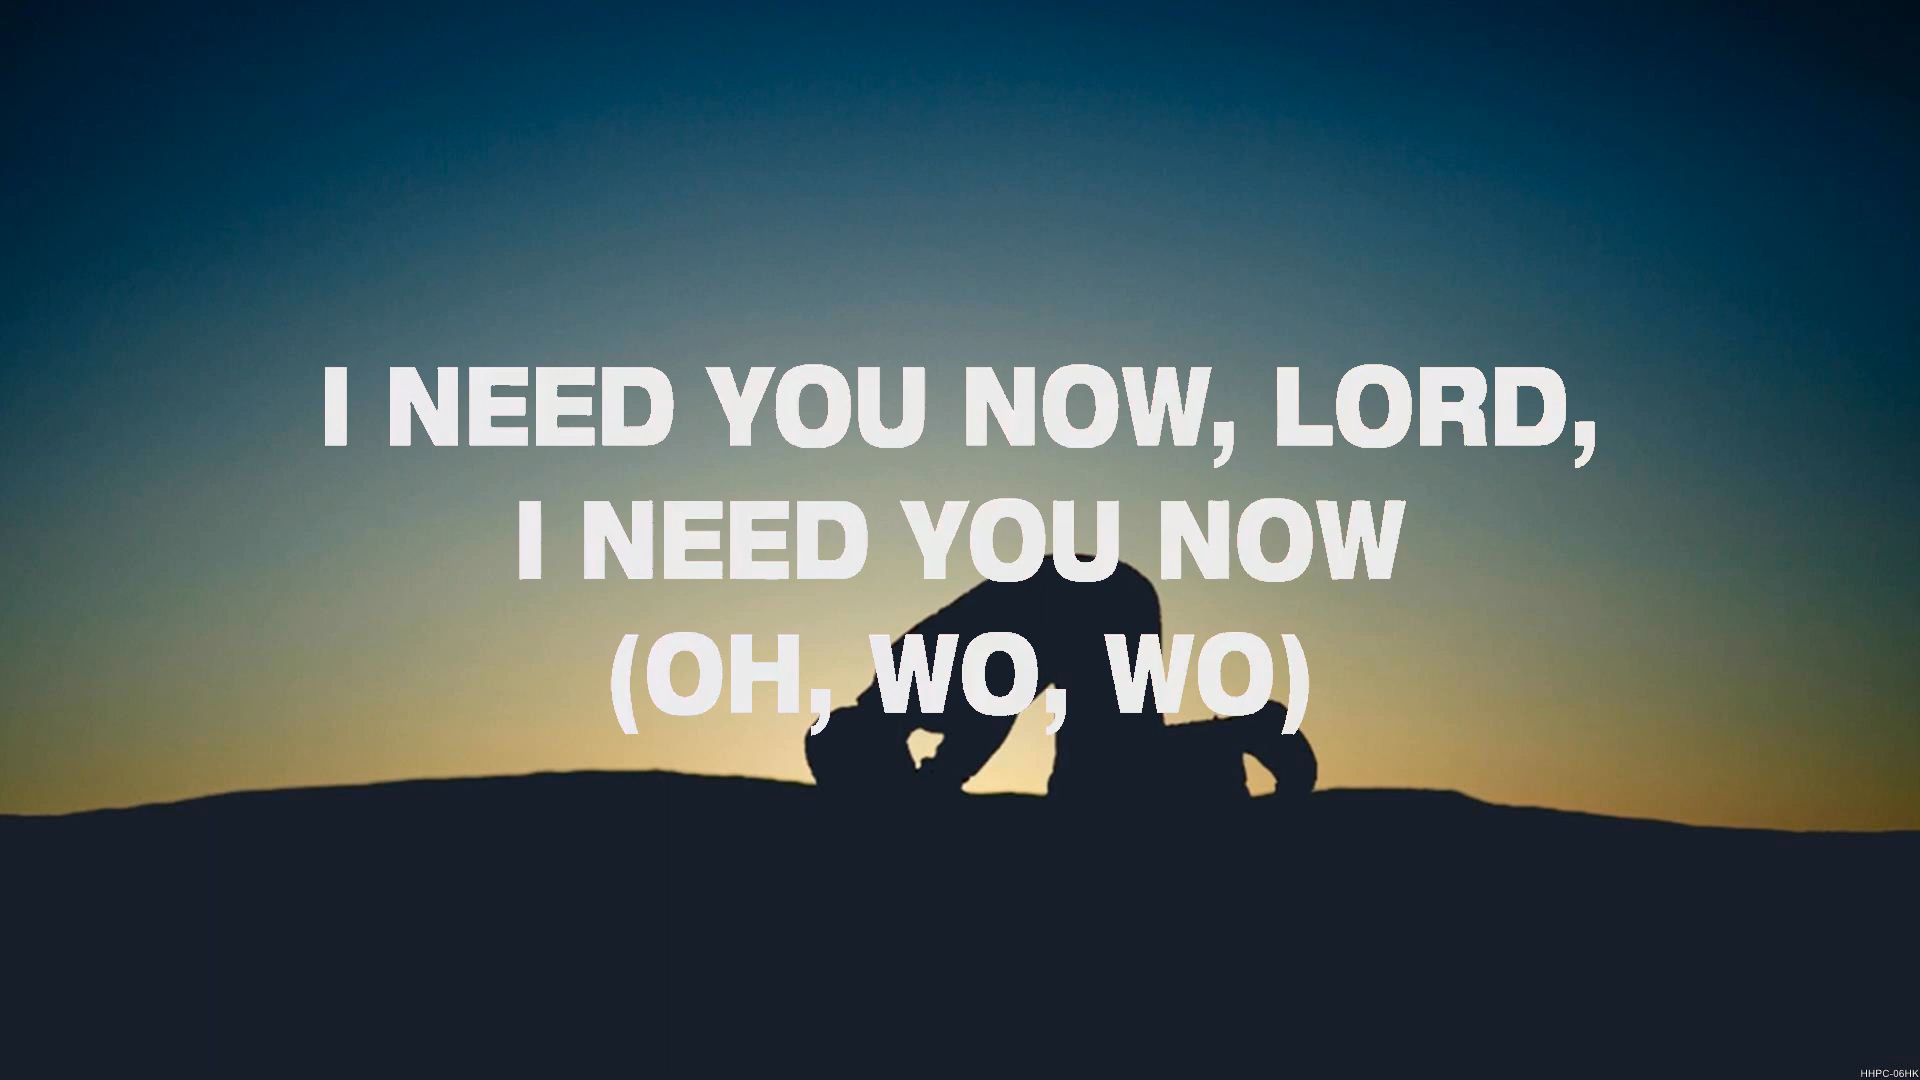 I NEED YOU NOW, LORD,
I NEED YOU NOW
(OH, WO, WO)
HHPC-06HK